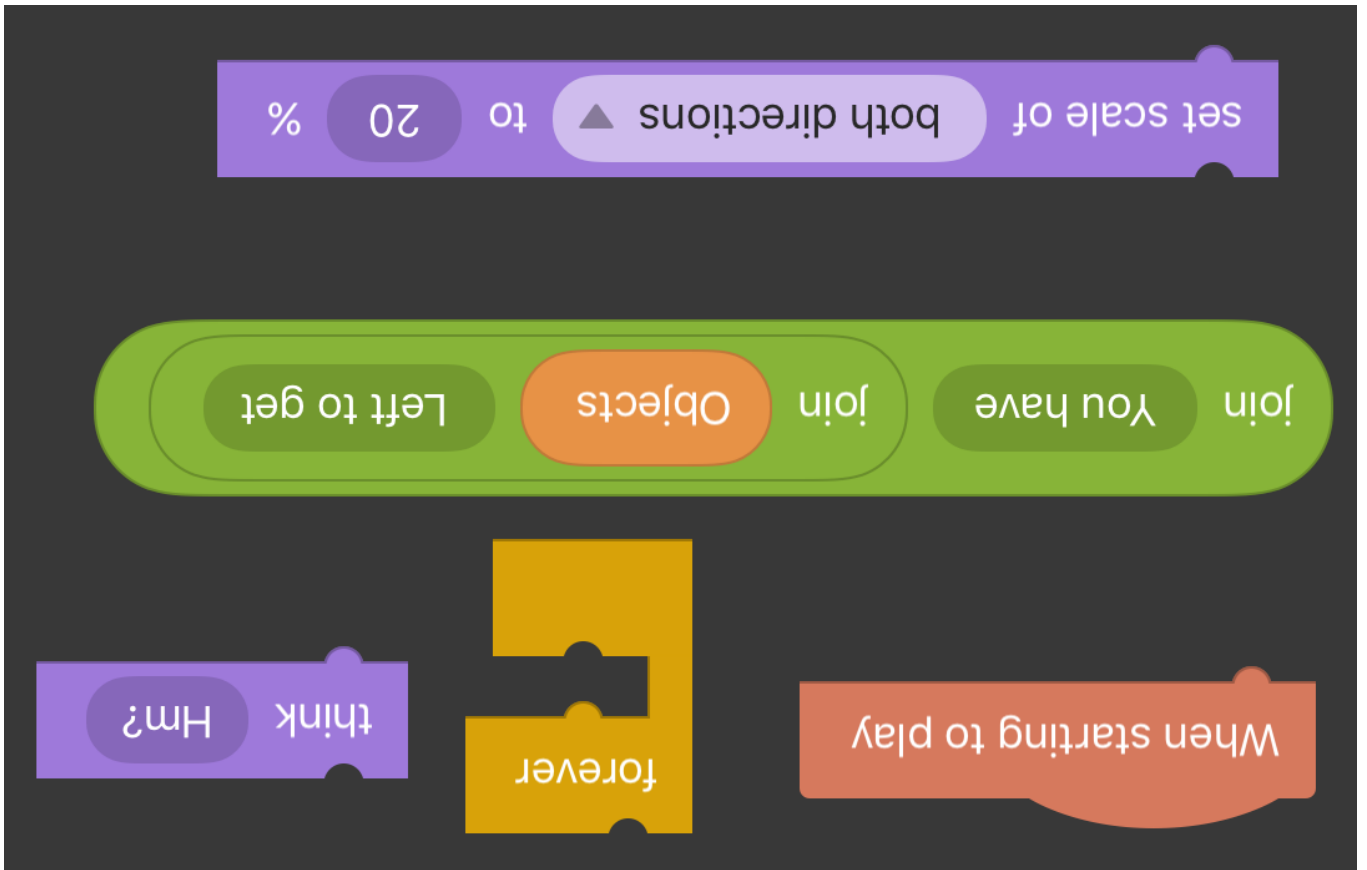 When starting to play
forever
think Hm?
join You have join Objects Left to get
set scale of both directions to 20 %